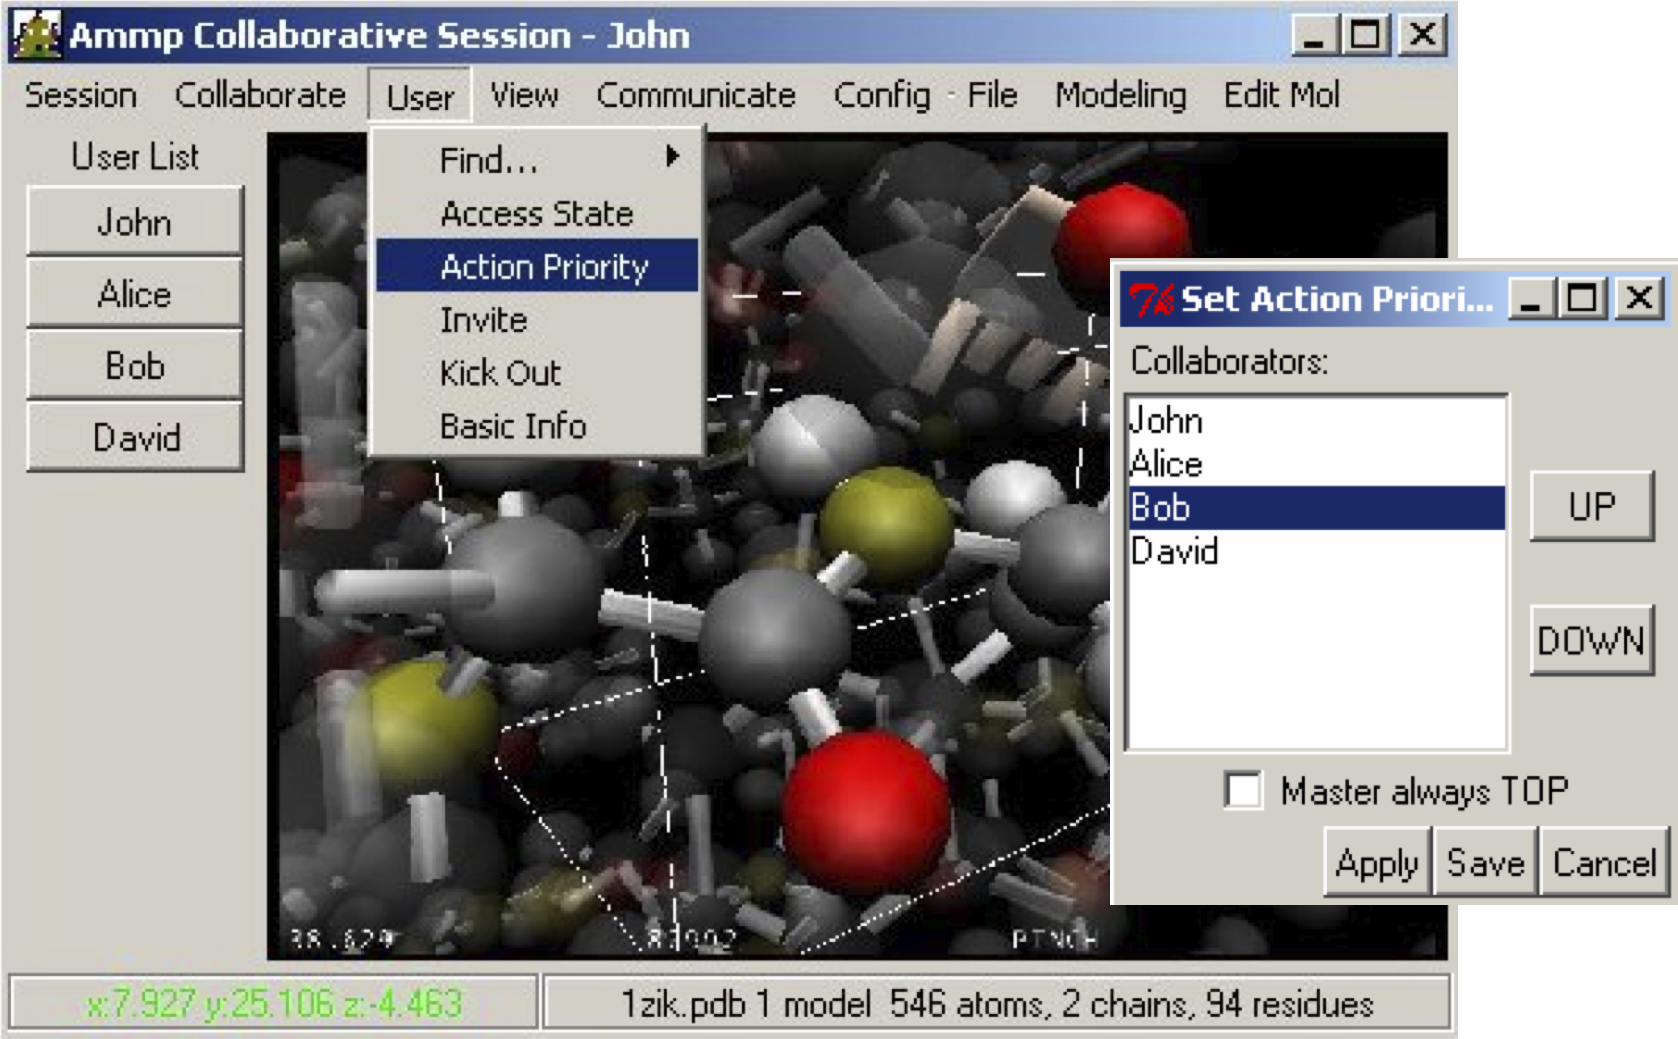 Ammp Collaborative Session - John
Session Collaborate User View Communicate Config - File Modeling Edit Mol
User List
John
Alice
Bob
David
Find...
Access State
Action Priority
Invite
Kick Out
Basic Info
Set Action Priori...
Collaborators:
John
Alice
Bob
David
UP
DOWN
Master always TOP
Apply Save Cancel
PINCH
x:7.927 y:25.106 z:-4.463
1zik.pdb 1 model 546 atoms, 2 chains, 94 residues